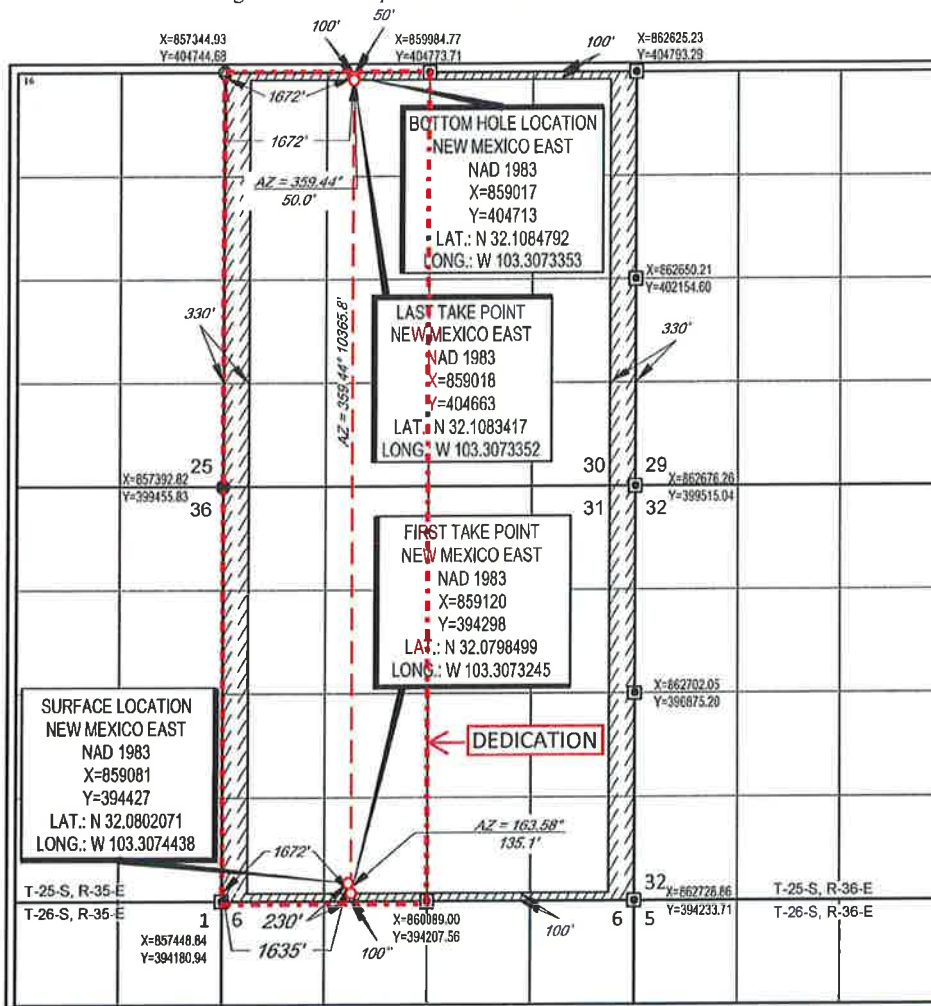 50'
100'
X=857344.93
Y=404744.68
X=859984.77
Y=404773.71
100'
X=862625.23
Y=404793.29
16
1672'
1672'
AZ = 359.44°
50.0'
BOTTOM HOLE LOCATION
NEW MEXICO EAST
NAD 1983
X=859017
Y=404713
LAT.: N 32.1084792
LONG.: W 103.3073353
X=862650.21
Y=402154.60
330'
330'
LAST TAKE POINT
NEW MEXICO EAST
NAD 1983
X=859018
Y=404663
LAT.: N 32.1083417
LONG.: W 103.3073352
AZ = 359.44° 10365.8'
25
30
29
X=857392.82
Y=399455.83
X=862676.26
Y=399515.04
36
31
32
FIRST TAKE POINT
NEW MEXICO EAST
NAD 1983
X=859120
Y=394298
LAT.: N 32.0798499
LONG.: W 103.3073245
X=862702.05
Y=396875.20
SURFACE LOCATION
NEW MEXICO EAST
NAD 1983
X=859081
Y=394427
LAT.: N 32.0802071
LONG.: W 103.3074438
DEDICATION
AZ = 163.58°
135.1'
1672'
T-25-S, R-35-E
T-26-S, R-35-E
32
X=862728.86
Y=394233.71
T-25-S, R-36-E
T-26-S, R-36-E
1
6
230'
X=860089.00
Y=394207.56
6
5
X=857448.84
Y=394180.94
1635'
100'
100'